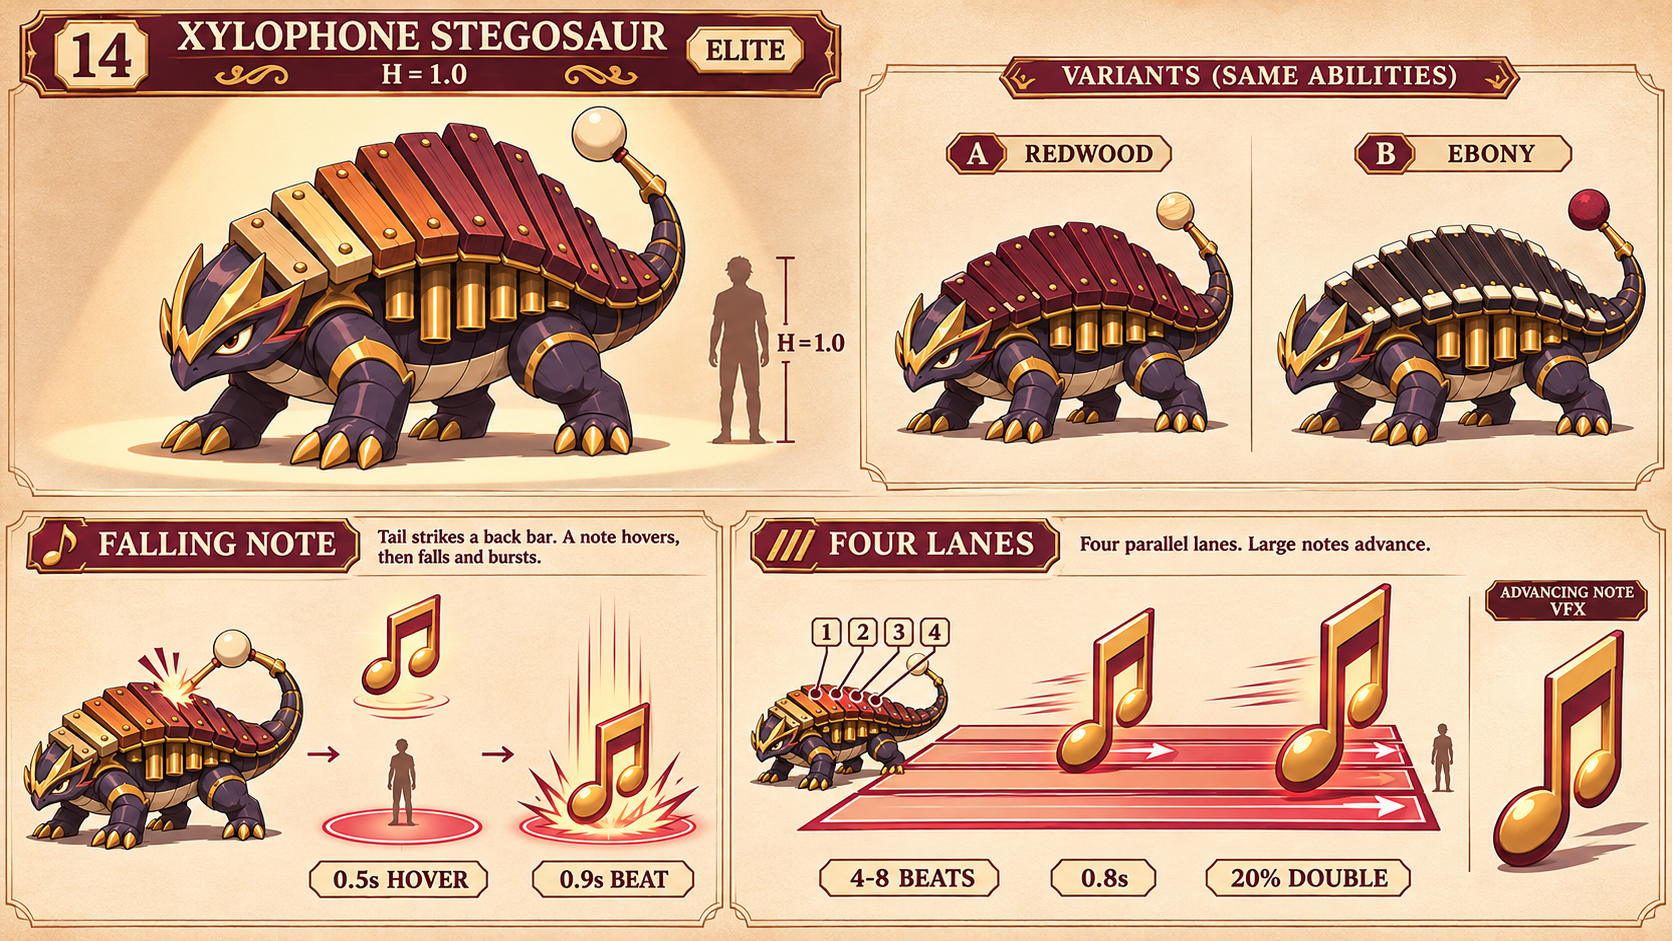 14
XYLOPHONE STEGOSAUR
H = 1.0
ELITE
H = 1.0
VARIANTS (SAME ABILITIES)
A REDWOOD
B EBONY
FALLING NOTE
Tail strikes a back bar. A note hovers,
then falls and bursts.
0.5s HOVER
0.9s BEAT
FOUR LANES
Four parallel lanes. Large notes advance.
1 2 3 4
4-8 BEATS
0.8s
20% DOUBLE
ADVANCING NOTE
VFX